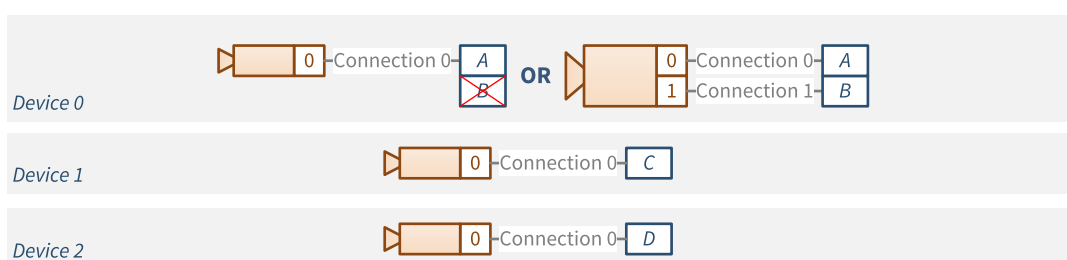 0 Connection 0 A OR 0 Connection 0 A
B 1 Connection 1 B
Device 0
0 Connection 0 C
Device 1
0 Connection 0 D
Device 2